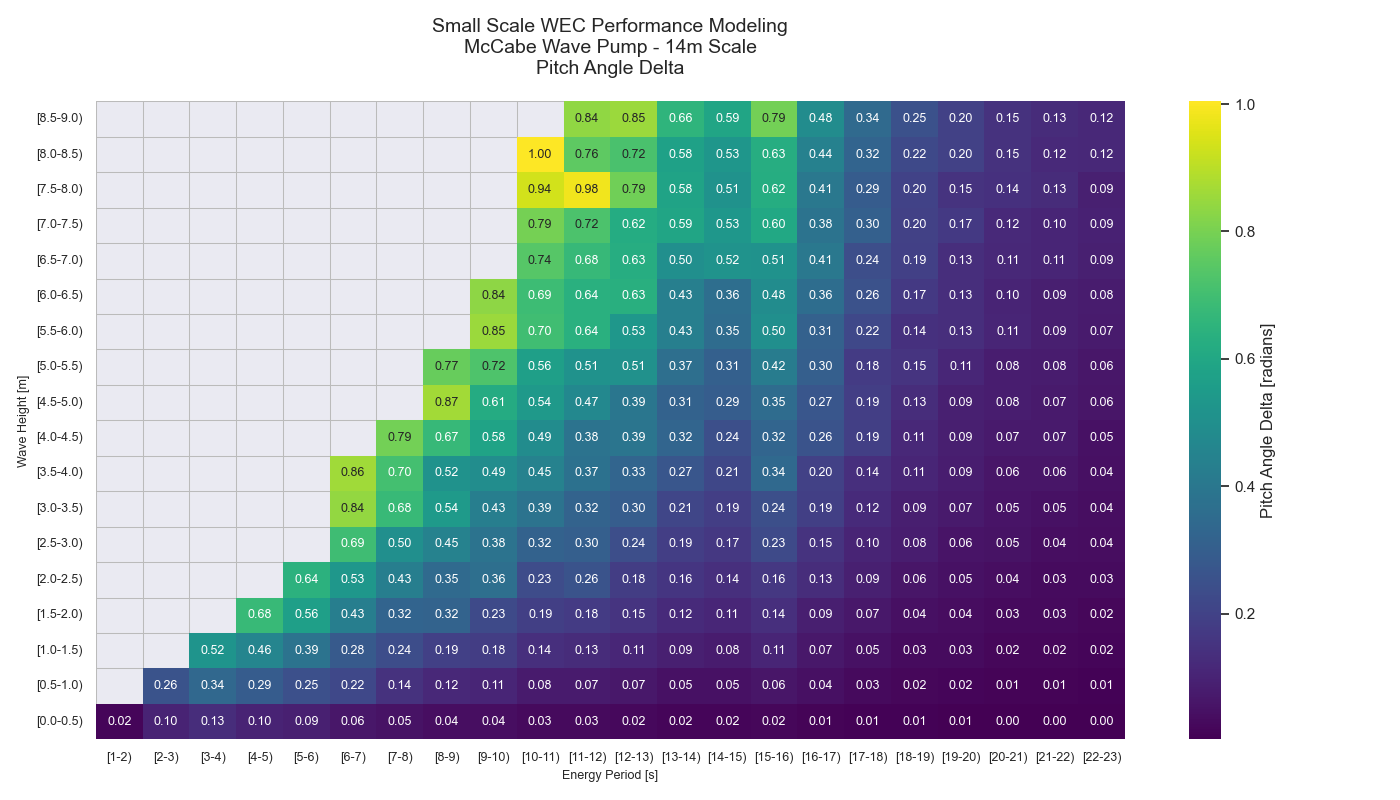 Small Scale WEC Performance Modeling
McCabe Wave Pump - 14m Scale
Pitch Angle Delta
[8.5-9.0) 0.84 0.85 0.66 0.59 0.79 0.48 0.34 0.25 0.20 0.15 0.13 0.12
[8.0-8.5) 1.00 0.76 0.72 0.58 0.53 0.63 0.44 0.32 0.22 0.20 0.15 0.12 0.12
[7.5-8.0) 0.94 0.98 0.79 0.58 0.51 0.62 0.41 0.29 0.20 0.15 0.14 0.13 0.09
[7.0-7.5) 0.79 0.72 0.62 0.59 0.53 0.60 0.38 0.30 0.20 0.17 0.12 0.10 0.09
[6.5-7.0) 0.74 0.68 0.63 0.50 0.52 0.51 0.41 0.24 0.19 0.13 0.11 0.11 0.09
[6.0-6.5) 0.84 0.69 0.64 0.63 0.43 0.36 0.48 0.36 0.26 0.17 0.13 0.10 0.09 0.08
[5.5-6.0) 0.85 0.70 0.64 0.53 0.43 0.35 0.50 0.31 0.22 0.14 0.13 0.11 0.09 0.07
[5.0-5.5) 0.77 0.72 0.56 0.51 0.51 0.37 0.31 0.42 0.30 0.18 0.15 0.11 0.08 0.08 0.06
[4.5-5.0) 0.87 0.61 0.54 0.47 0.39 0.31 0.29 0.35 0.27 0.19 0.13 0.09 0.08 0.07 0.06
[4.0-4.5) 0.79 0.67 0.58 0.49 0.38 0.39 0.32 0.24 0.32 0.26 0.19 0.11 0.09 0.07 0.07 0.05
[3.5-4.0) 0.86 0.70 0.52 0.49 0.45 0.37 0.33 0.27 0.21 0.34 0.20 0.14 0.11 0.09 0.06 0.06 0.04
[3.0-3.5) 0.84 0.68 0.54 0.43 0.39 0.32 0.30 0.21 0.19 0.24 0.19 0.12 0.09 0.07 0.05 0.05 0.04
[2.5-3.0) 0.69 0.50 0.45 0.38 0.32 0.30 0.24 0.19 0.17 0.23 0.15 0.10 0.08 0.06 0.05 0.04 0.04
[2.0-2.5) 0.64 0.53 0.43 0.35 0.36 0.23 0.26 0.18 0.16 0.14 0.16 0.13 0.09 0.06 0.05 0.04 0.03 0.03
[1.5-2.0) 0.68 0.56 0.43 0.32 0.32 0.23 0.19 0.18 0.15 0.12 0.11 0.14 0.09 0.07 0.04 0.04 0.03 0.03 0.02
[1.0-1.5) 0.52 0.46 0.39 0.28 0.24 0.19 0.18 0.14 0.13 0.11 0.09 0.08 0.11 0.07 0.05 0.03 0.03 0.02 0.02 0.02
[0.5-1.0) 0.26 0.34 0.29 0.25 0.22 0.14 0.12 0.11 0.08 0.07 0.07 0.05 0.05 0.06 0.04 0.03 0.02 0.02 0.01 0.01 0.01
[0.0-0.5) 0.02 0.10 0.13 0.10 0.09 0.06 0.05 0.04 0.04 0.03 0.03 0.02 0.02 0.02 0.02 0.01 0.01 0.01 0.01 0.00 0.00 0.00
[1-2) [2-3) [3-4) [4-5) [5-6) [6-7) [7-8) [8-9) [9-10) [10-11) [11-12) [12-13) [13-14) [14-15) [15-16) [16-17) [17-18) [18-19) [19-20) [20-21) [21-22) [22-23)
Energy Period [s]
Wave Height [m]
1.0
0.8
0.6
0.4
0.2
Pitch Angle Delta [radians]